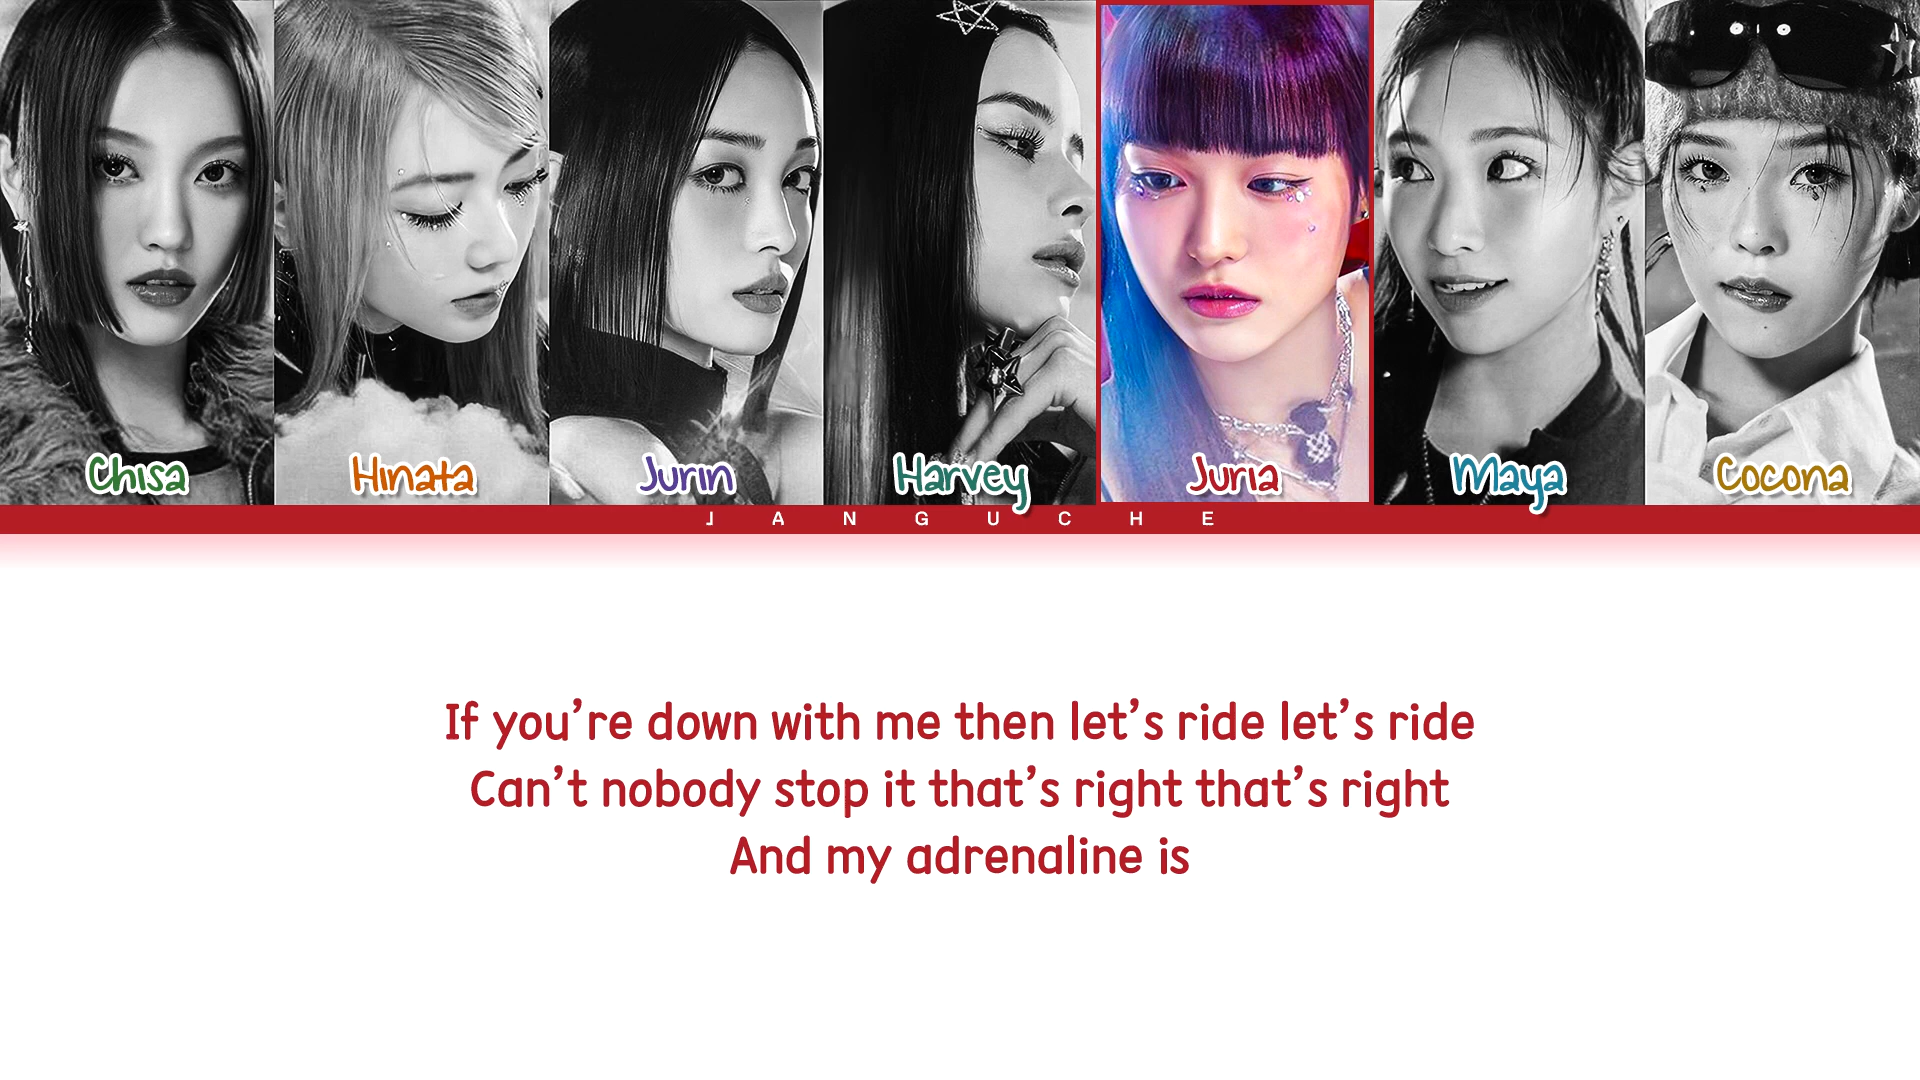 Chisa
Hinata
Jurin
Harvey
Juria
Maya
Cocona
JANGUCHE
If you’re down with me then let’s ride let’s ride
Can’t nobody stop it that’s right that’s right
And my adrenaline is